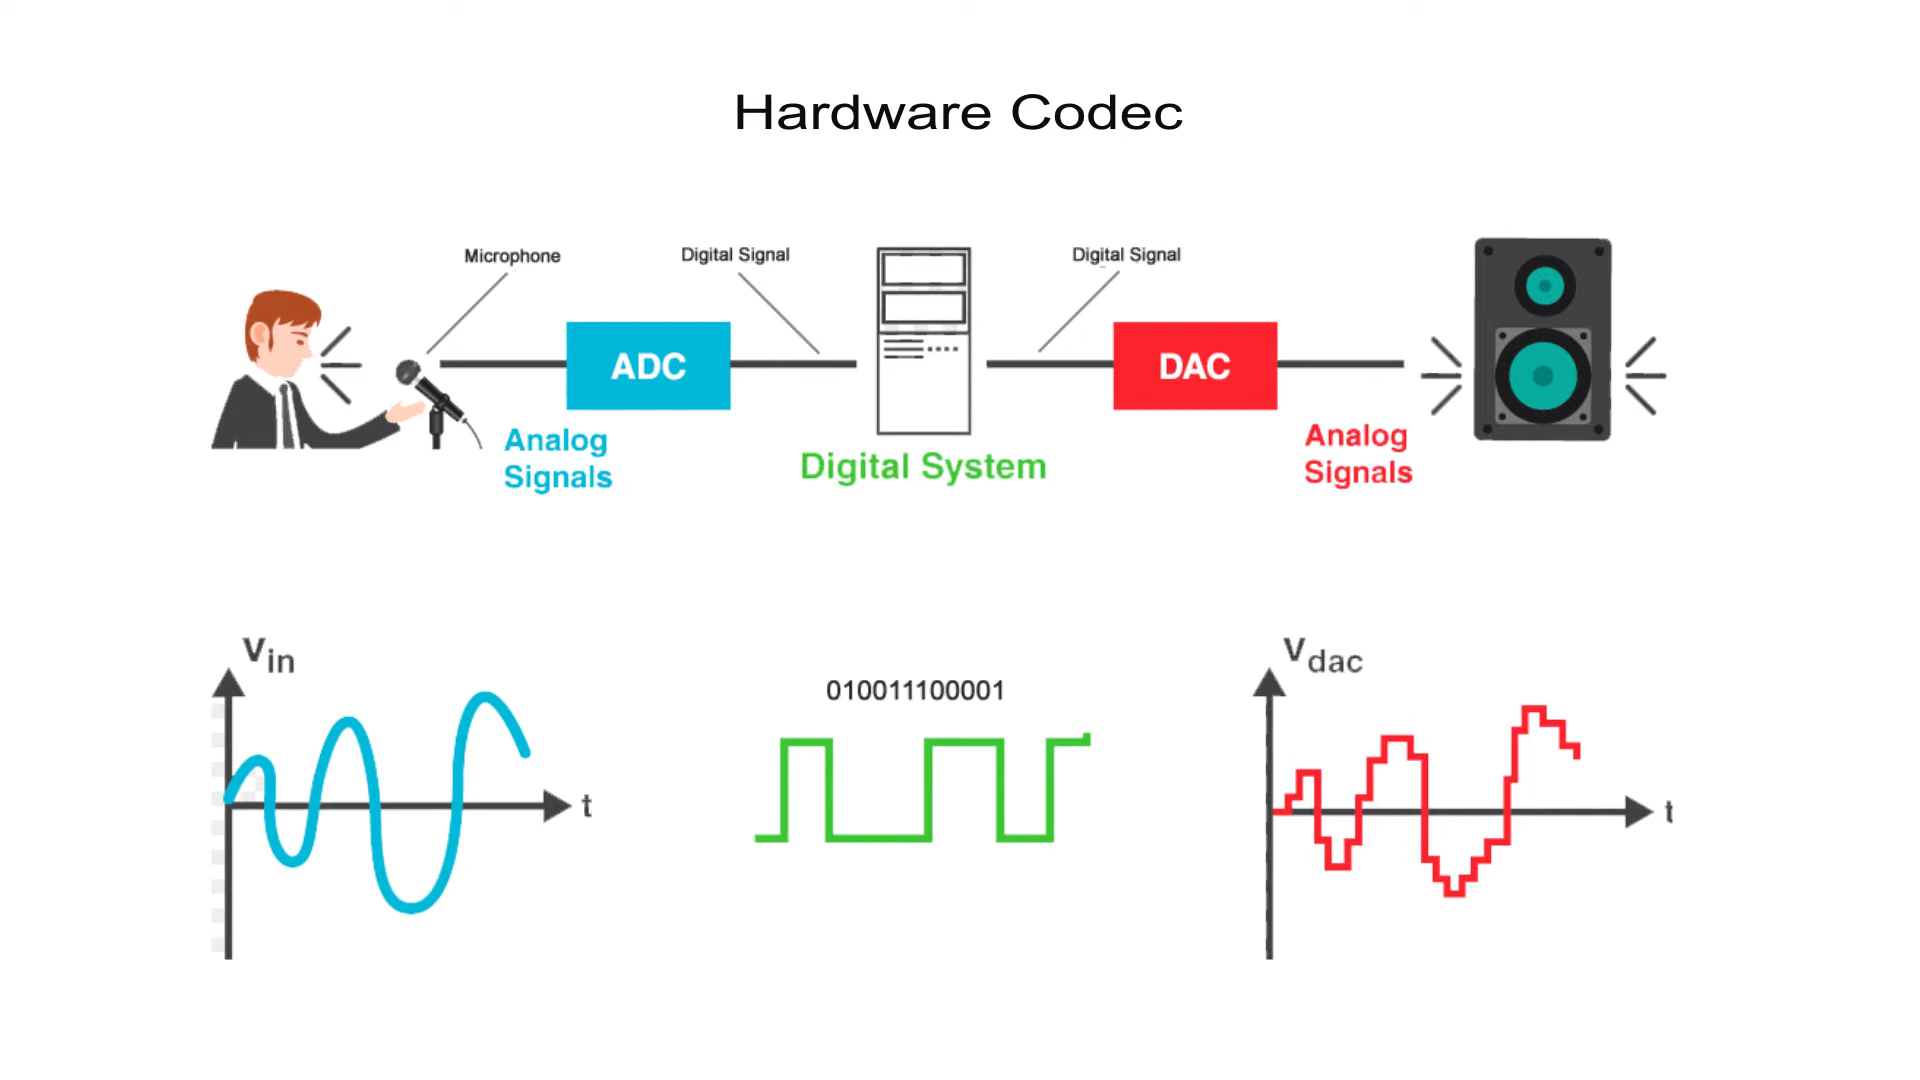 Hardware Codec
Microphone
Digital Signal
Digital Signal
ADC
DAC
Analog
Signals
Digital System
Analog
Signals
Vin
t
010011100001
Vdac
t